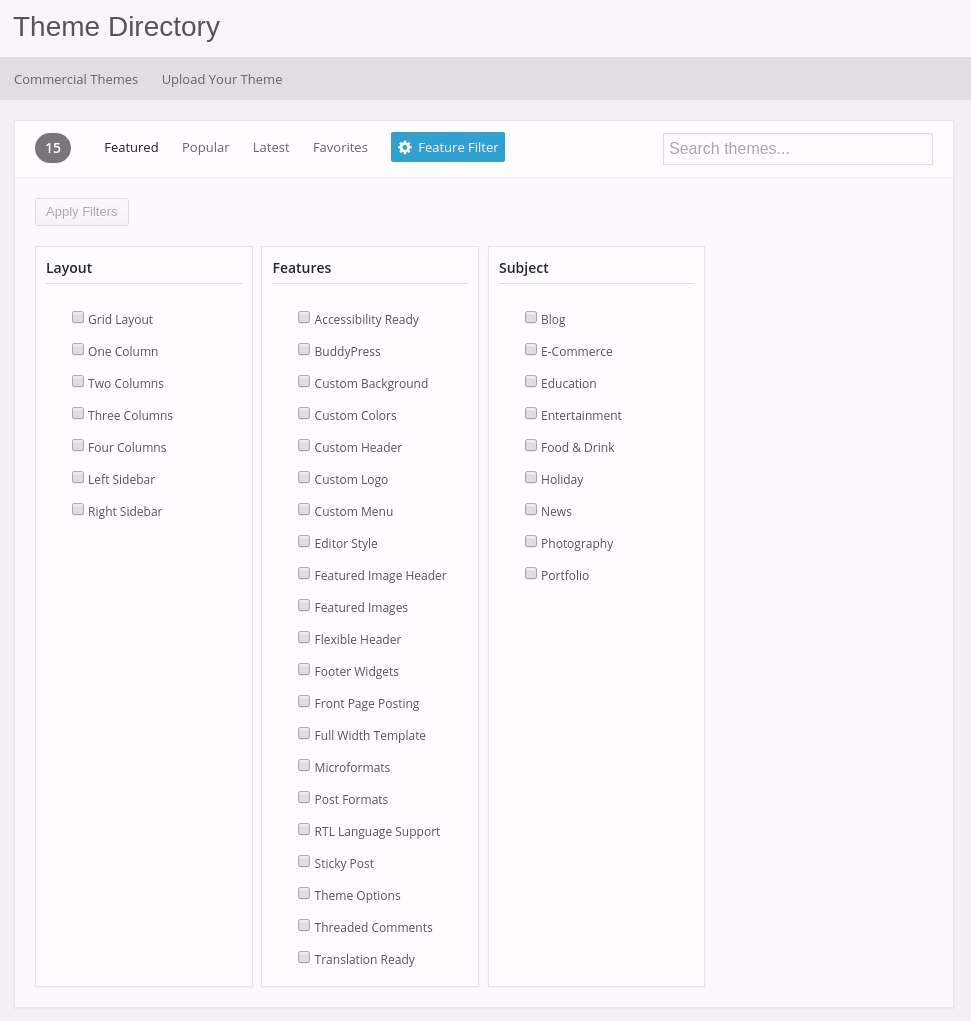 Theme Directory
Commercial Themes Upload Your Theme
15 Featured Popular Latest Favorites Feature Filter Search themes...
Apply Filters
Layout
Grid Layout
One Column
Two Columns
Three Columns
Four Columns
Left Sidebar
Right Sidebar
Features
Accessibility Ready
BuddyPress
Custom Background
Custom Colors
Custom Header
Custom Logo
Custom Menu
Editor Style
Featured Image Header
Featured Images
Flexible Header
Footer Widgets
Front Page Posting
Full Width Template
Microformats
Post Formats
RTL Language Support
Sticky Post
Theme Options
Threaded Comments
Translation Ready
Subject
Blog
E-Commerce
Education
Entertainment
Food & Drink
Holiday
News
Photography
Portfolio